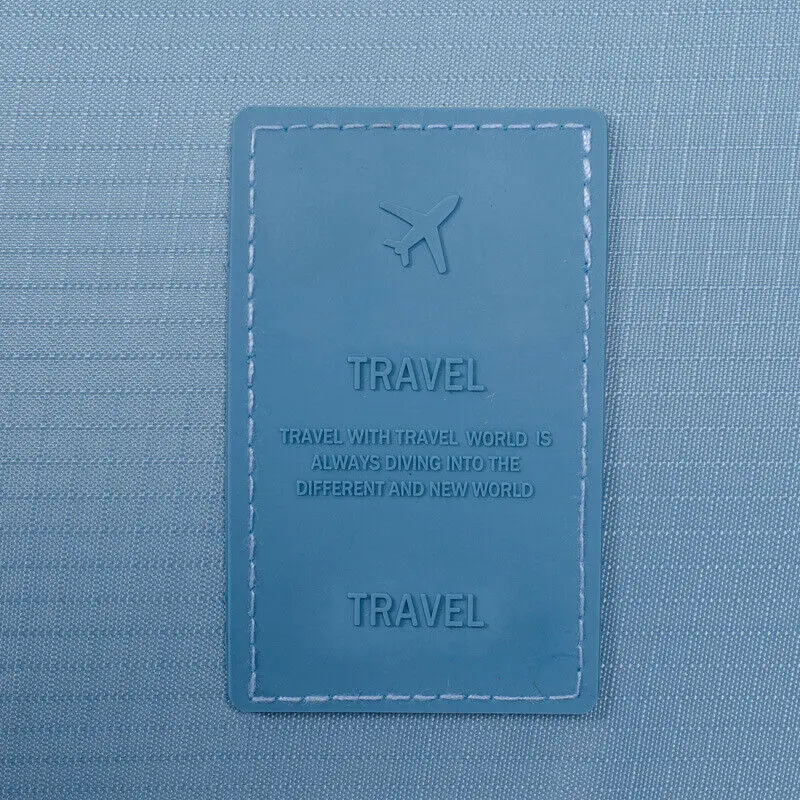 TRAVEL
TRAVEL WITH TRAVEL WORLD IS
ALWAYS DIVING INTO THE
DIFFERENT AND NEW WORLD
TRAVEL